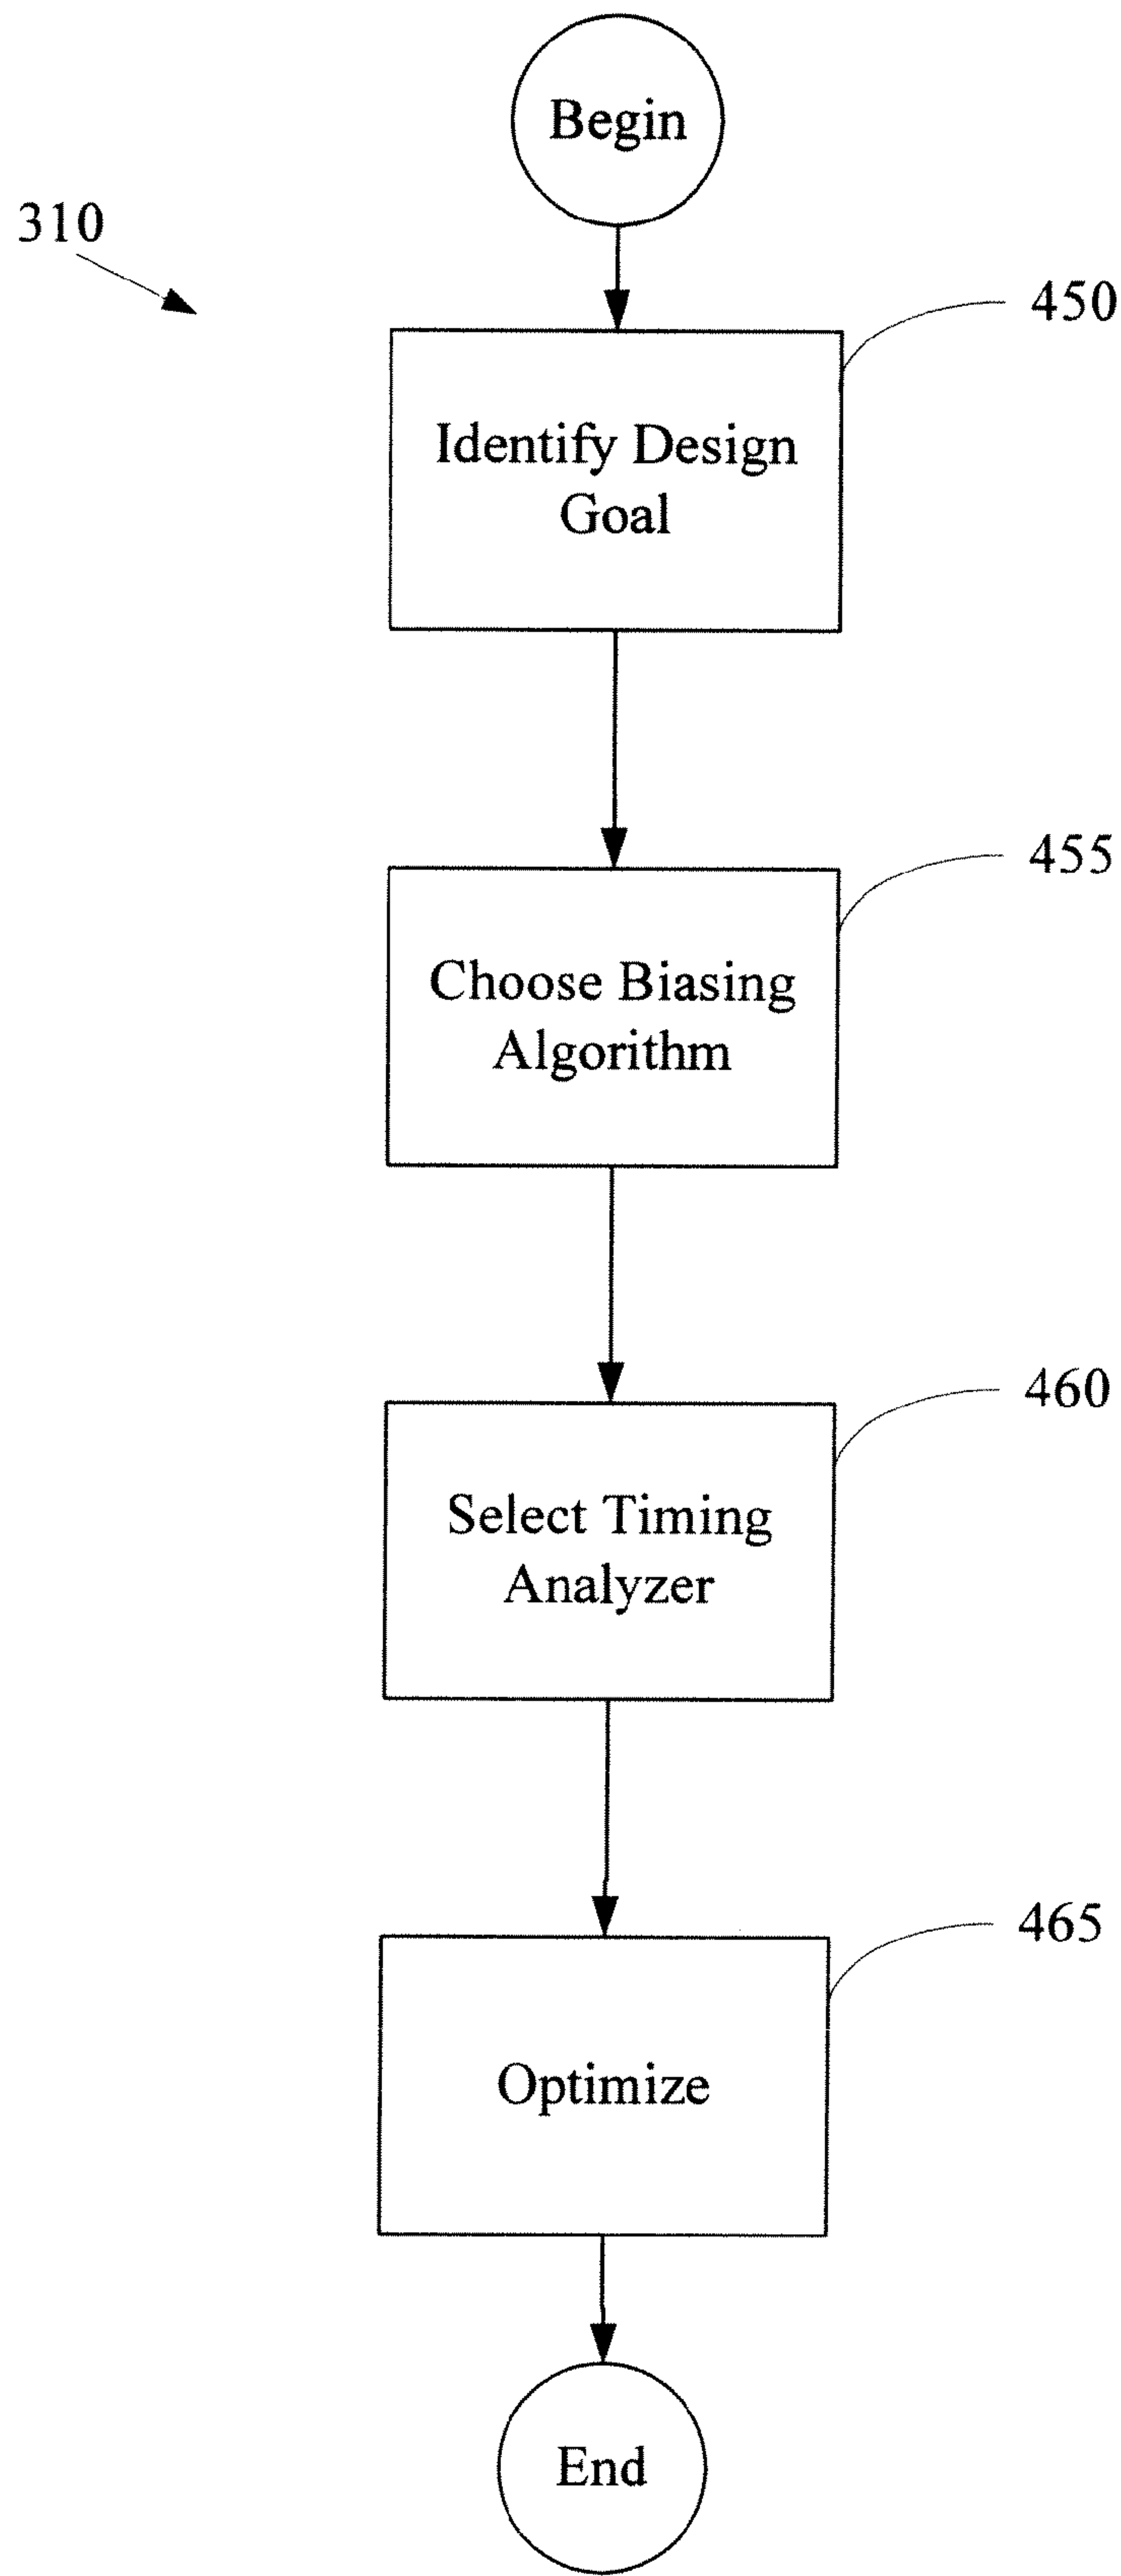 Begin
310
450
Identify Design
Goal
455
Choose Biasing
Algorithm
460
Select Timing
Analyzer
465
Optimize
End